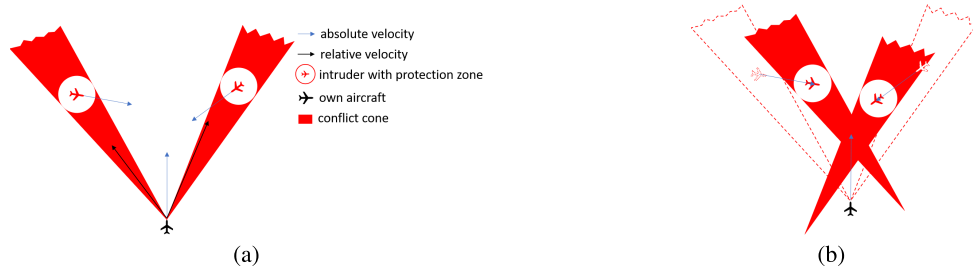 absolute velocity
relative velocity
intruder with protection zone
own aircraft
conflict cone
(a)
(b)